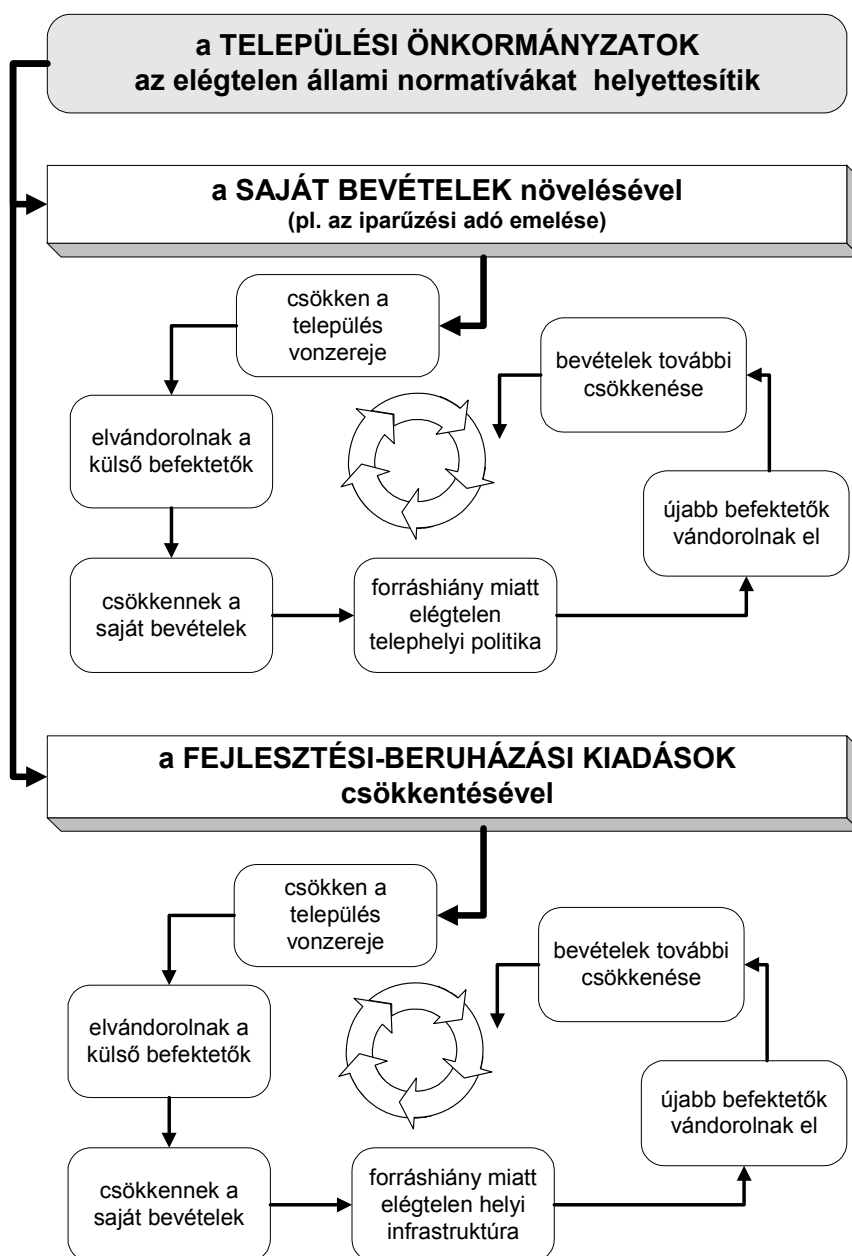 a TELEPÜLÉSI ÖNKORMÁNYZATOK
az elégtelen állami normatívákat helyettesítik
a SAJÁT BEVÉTELEK növelésével
(pl. az iparűzési adó emelése)
csökken a
település
vonzereje
bevételek további
csökkenése
elvándorolnak a
külső befektetők
újabb befektetők
vándorolnak el
csökkennek a
saját bevételek
forráshiány miatt
elégtelen
telephelyi politika
a FEJLESZTÉSI-BERUHÁZÁSI KIADÁSOK
csökkentésével
csökken a
település
vonzereje
bevételek további
csökkenése
elvándorolnak a
külső befektetők
újabb befektetők
vándorolnak el
csökkennek a
saját bevételek
forráshiány miatt
elégtelen helyi
infrastruktúra